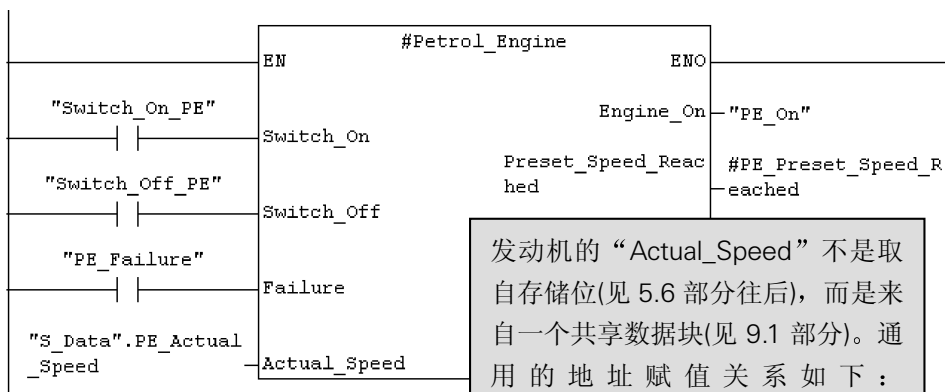 #Petrol_Engine
EN
ENO
"Switch_On_PE"
Engine_On
"PE_On"
Switch_On
Preset_Speed_Reac
hed
#PE_Preset_Speed_R
eached
"Switch_Off_PE"
Switch_Off
"PE_Failure"
Failure
"S_Data".PE_Actual
_Speed
Actual_Speed
发动机的“Actual_Speed”不是取
自存储位(见 5.6 部分往后)，而是来
自一个共享数据块(见 9.1 部分)。通
用的地址赋值关系如下：